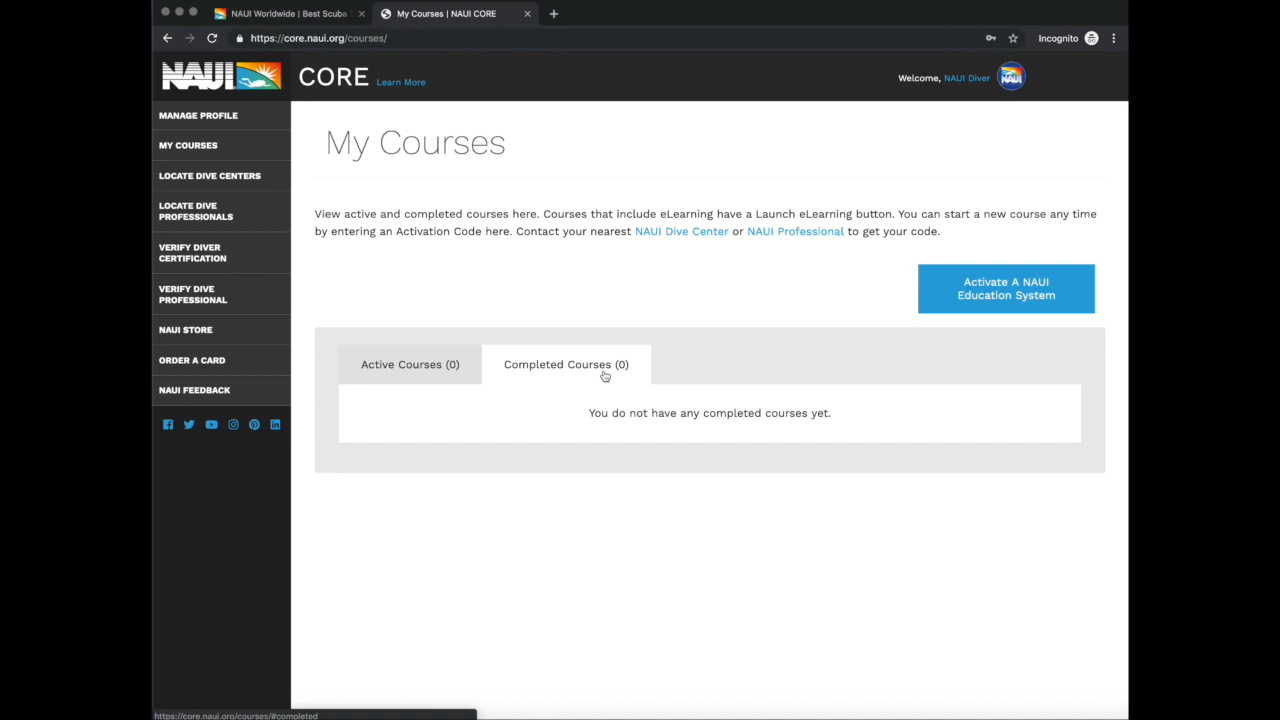 NAUI Worldwide | Best Scuba
My Courses | NAUI CORE
https://core.naui.org/courses/
Incognito
NAUI
CORE
Learn More
Welcome, NAUI Diver
NAUI
MANAGE PROFILE
MY COURSES
LOCATE DIVE CENTERS
LOCATE DIVE
PROFESSIONALS
VERIFY DIVER
CERTIFICATION
VERIFY DIVE
PROFESSIONAL
NAUI STORE
ORDER A CARD
NAUI FEEDBACK
My Courses
View active and completed courses here. Courses that include eLearning have a Launch eLearning button. You can start a new course any time
by entering an Activation Code here. Contact your nearest NAUI Dive Center or NAUI Professional to get your code.
Activate A NAUI
Education System
Active Courses (0)
Completed Courses (0)
You do not have any completed courses yet.
https://core.naui.org/courses/#completed